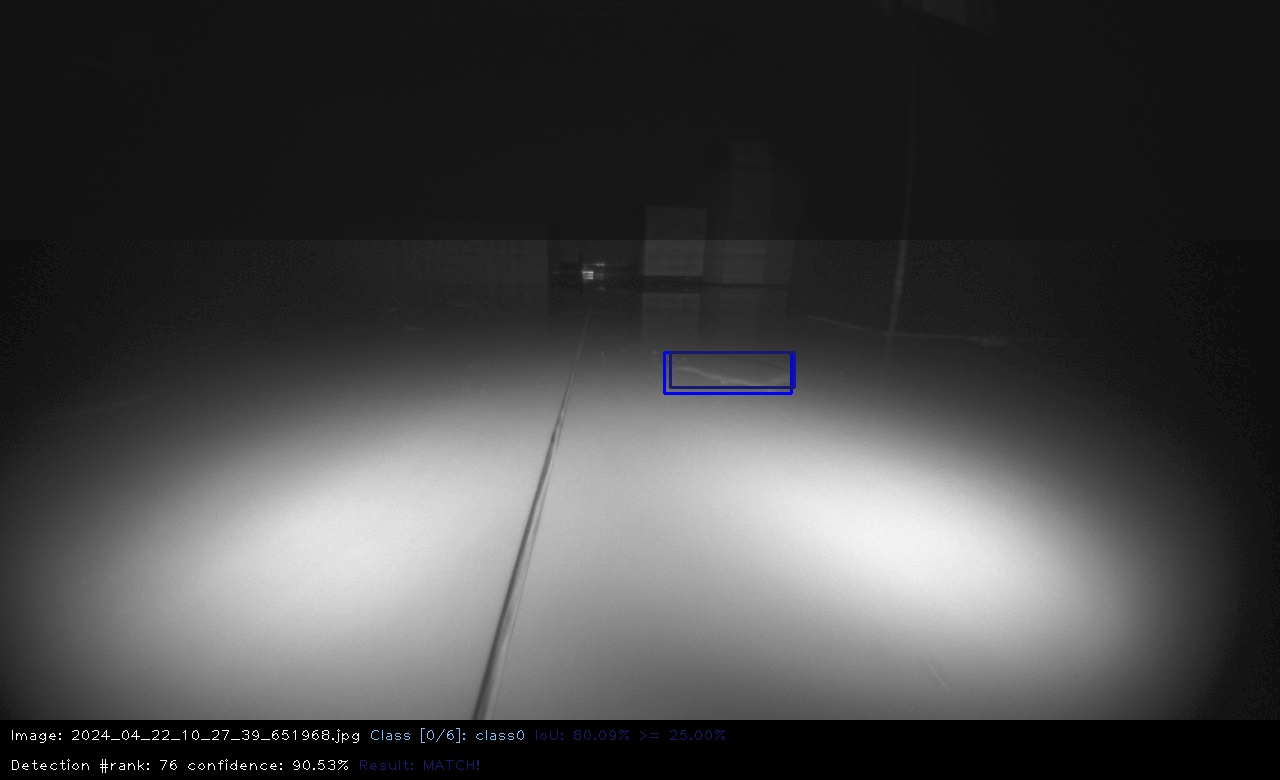 Image: 2024_04_22_10_27_39_651968.jpg Class [0/6]: class0 IoU: 80.09% >= 25.00%
Detection #rank: 76 confidence: 90.53% Result: MATCH!